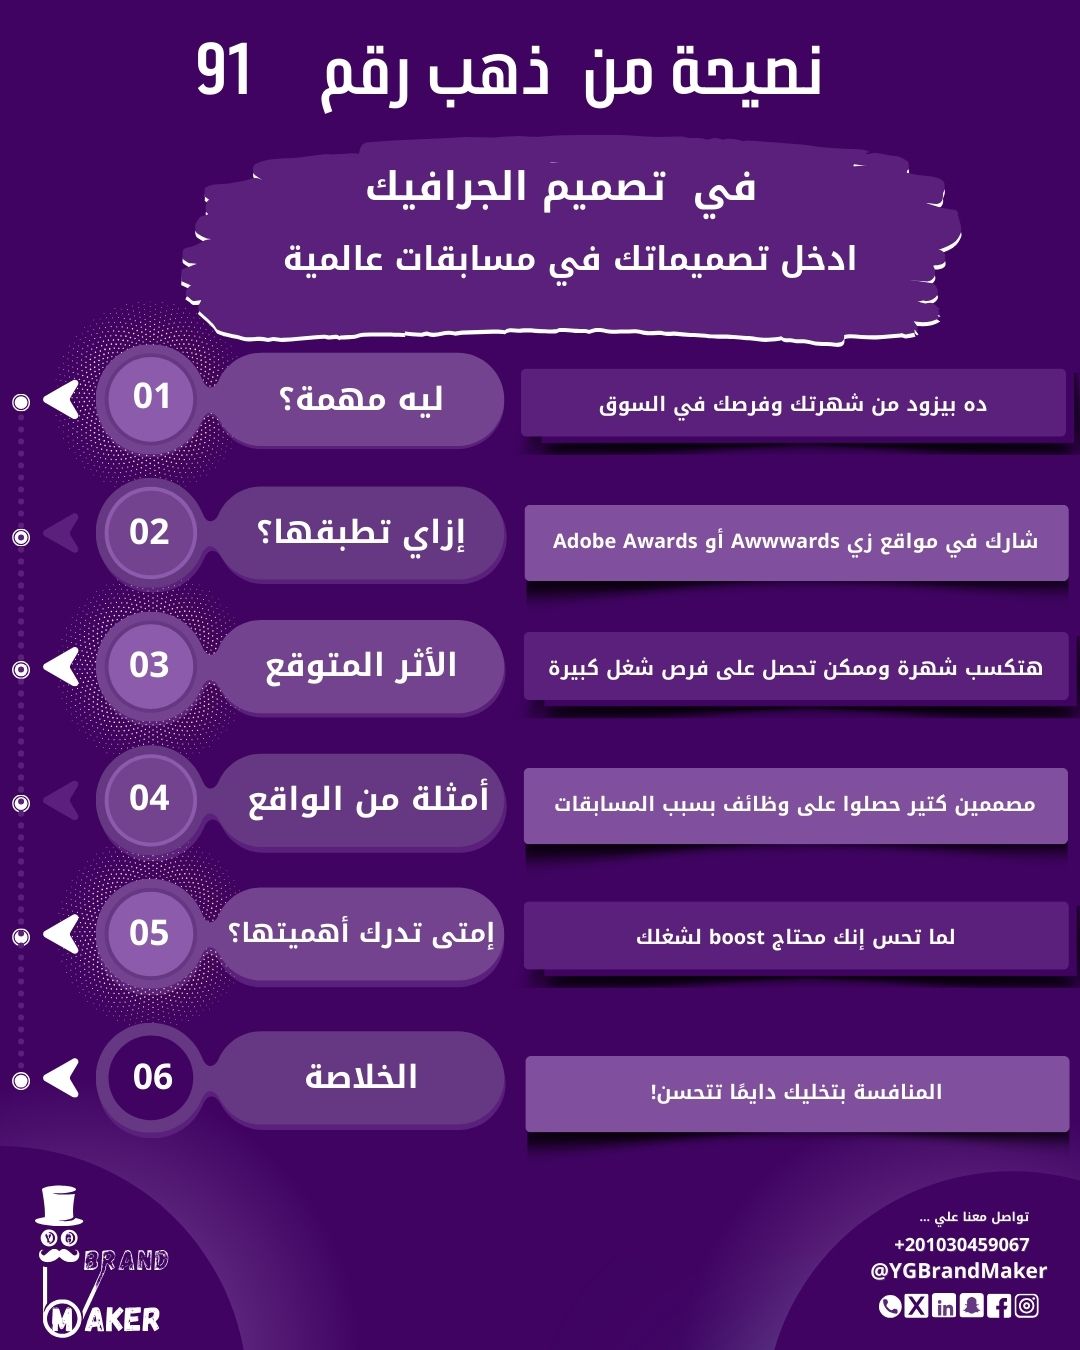 نصيحة من ذهب رقم 91
في تصميم الجرافيك
ادخل تصميماتك في مسابقات عالمية
01
ليه مهمة؟
ده بيزود من شهرتك وفرصك في السوق
02
إزاي تطبقها؟
شارك في مواقع زي Awwwards أو Adobe Awards
03
الأثر المتوقع
هتكسب شهرة وممكن تحصل على فرص شغل كبيرة
04
أمثلة من الواقع
مصممين كتير حصلوا على وظائف بسبب المسابقات
05
إمتى تدرك أهميتها؟
لما تحس إنك محتاج boost لشغلك
06
الخلاصة
المنافسة بتخليك دايمًا تتحسن!
تواصل معنا علي ...
+201030459067
@YGBrandMaker
BRAND
MAKER